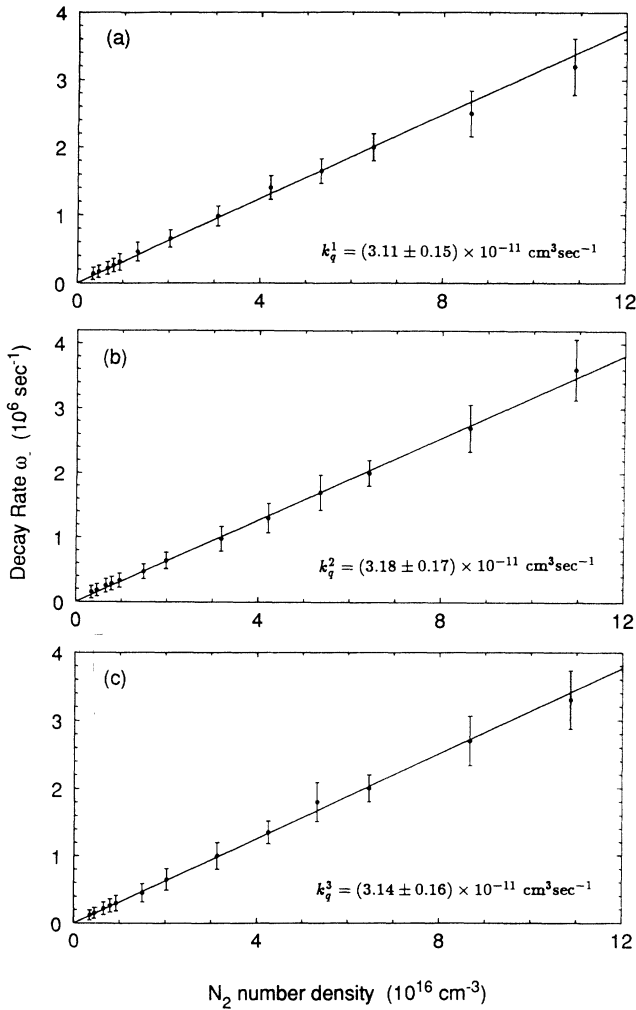 (a)
4
3
2
1
0
k_q^1 = (3.11 ± 0.15) × 10^−11 cm^3sec^−1
0 4 8 12
(b)
4
3
2
1
0
k_q^2 = (3.18 ± 0.17) × 10^−11 cm^3sec^−1
0 4 8 12
Decay Rate ω_- (10^6 sec^-1)
(c)
4
3
2
1
0
k_q^3 = (3.14 ± 0.16) × 10^−11 cm^3sec^−1
0 4 8 12
N_2 number density (10^16 cm^-3)